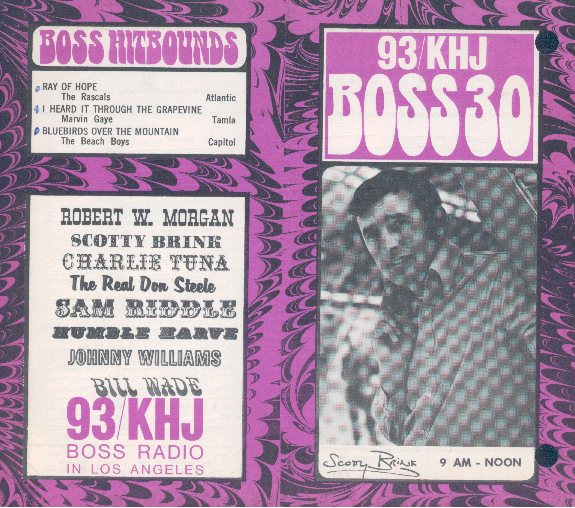 BOSS HITBOUNDS
RAY OF HOPE
The Rascals Atlantic
I HEARD IT THROUGH THE GRAPEVINE
Marvin Gaye Tamla
BLUEBIRDS OVER THE MOUNTAIN
The Beach Boys Capitol
ROBERT W. MORGAN
SCOTTY BRINK
CHARLIE TUNA
The Real Don Steele
SAM RIDDLE
HUMBLE HARVE
JOHNNY WILLIAMS
BILL WADE
93/KHJ
BOSS RADIO
IN LOS ANGELES
93/KHJ
BOSS 30
Scotty Brink 9 AM - NOON